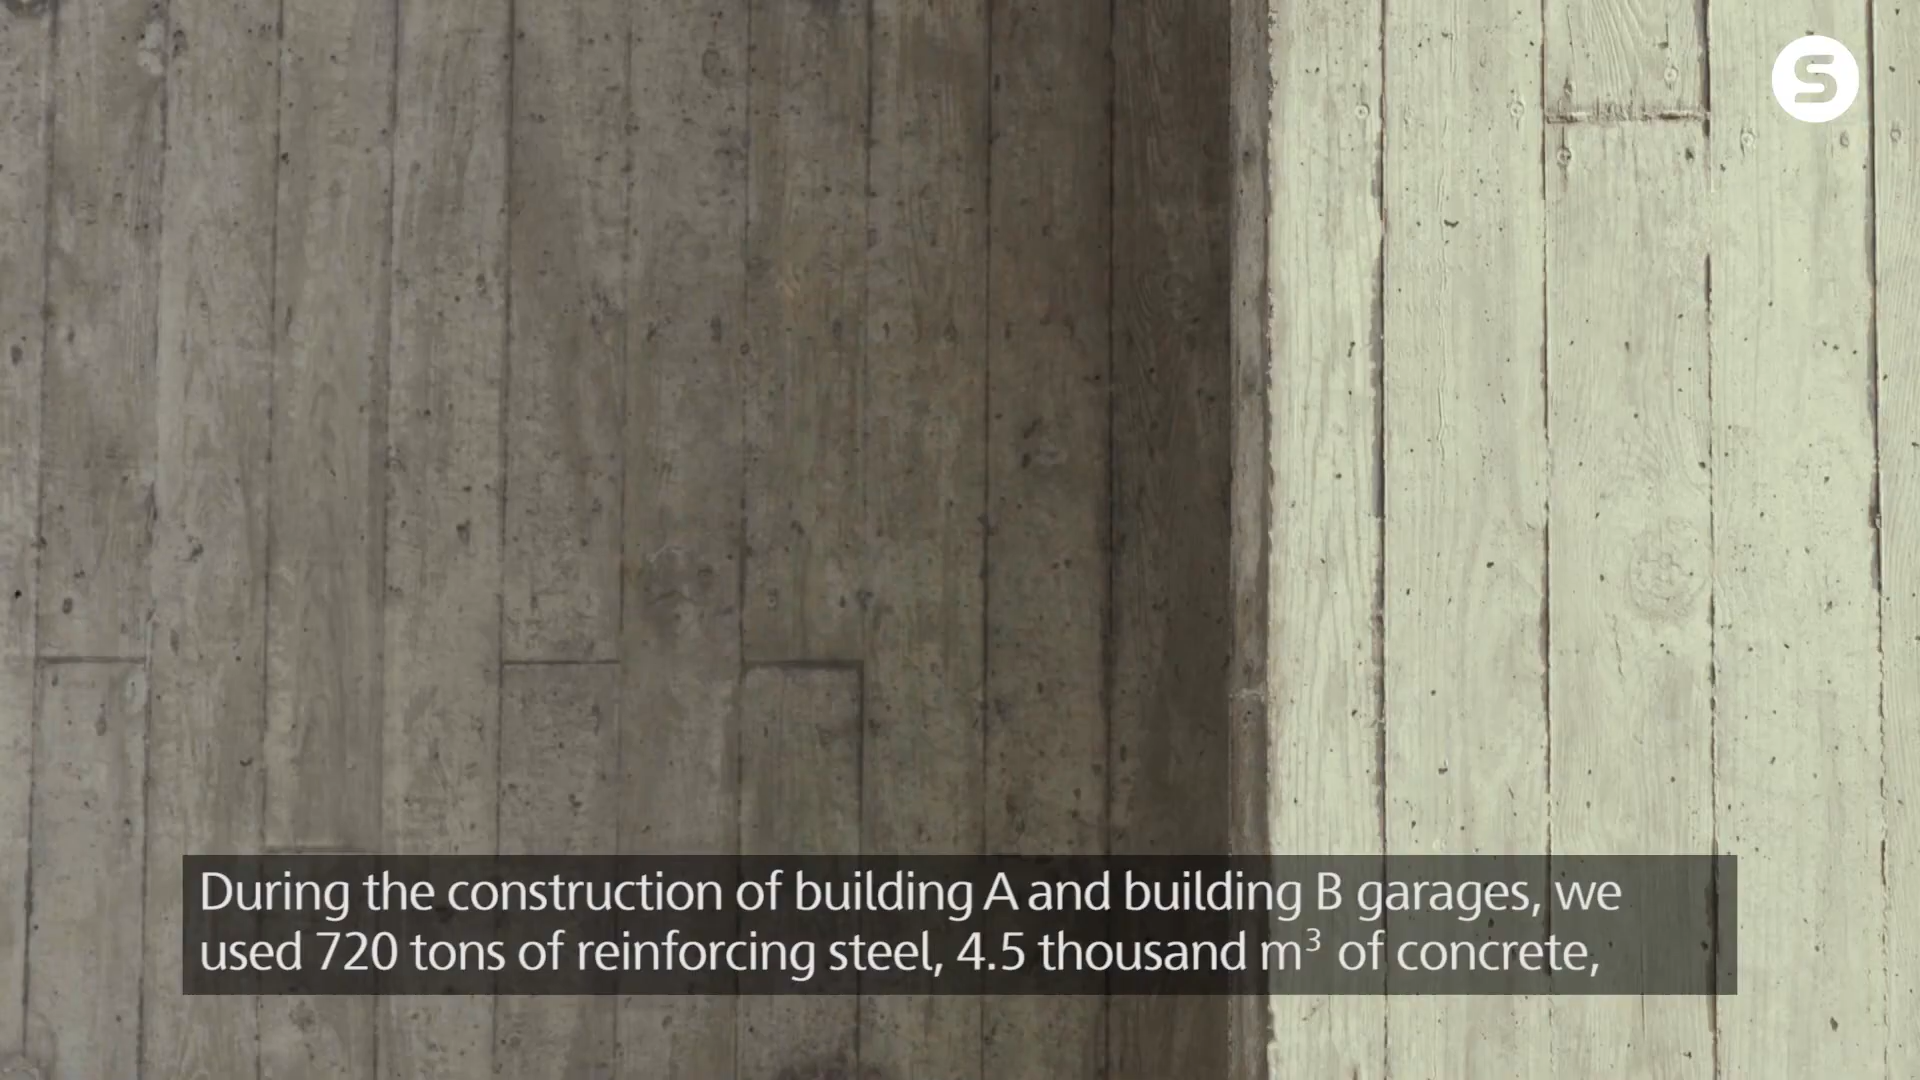 S
During the construction of building A and building B garages, we
used 720 tons of reinforcing steel, 4.5 thousand m³ of concrete,